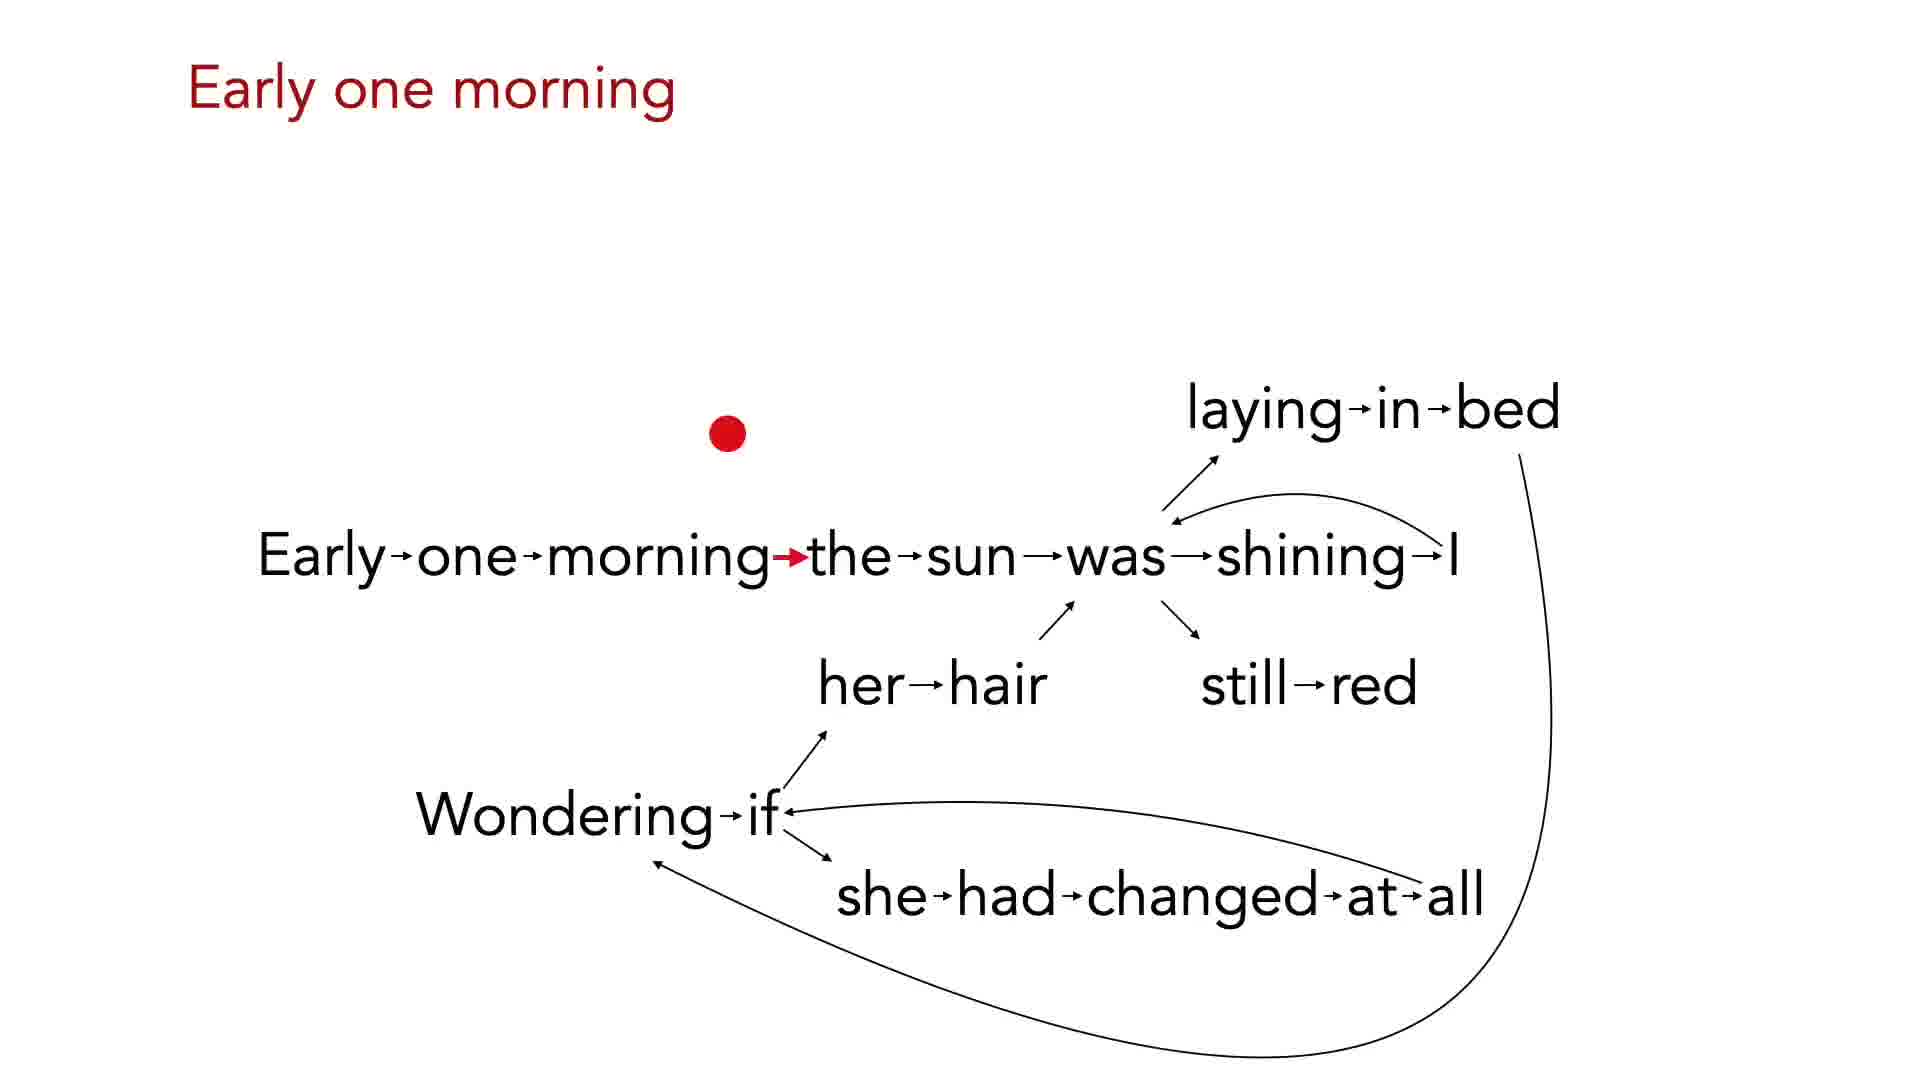 Early one morning
laying in bed
Early one morning the sun was shining I
her hair still red
Wondering if
she had changed at all